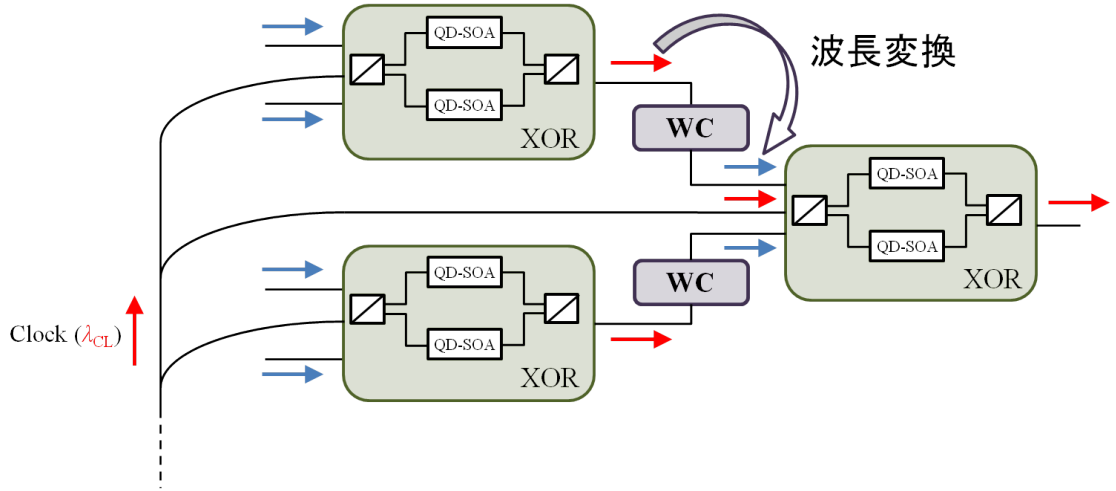 QD-SOA
QD-SOA
XOR
波長変換
WC
QD-SOA
QD-SOA
XOR
WC
QD-SOA
QD-SOA
XOR
Clock (λCL)